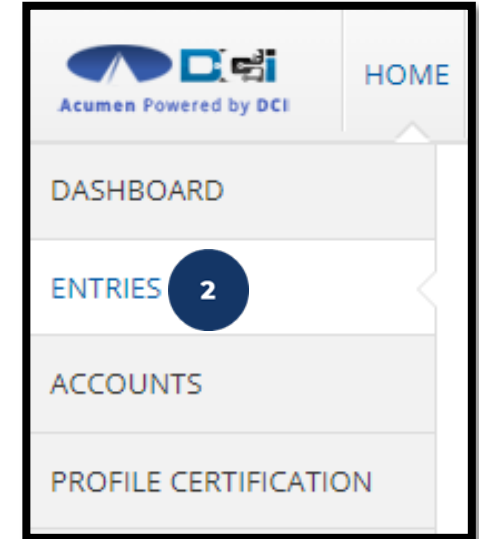 DCi
HOME
Acumen Powered by DCI
DASHBOARD
ENTRIES 2
ACCOUNTS
PROFILE CERTIFICATION